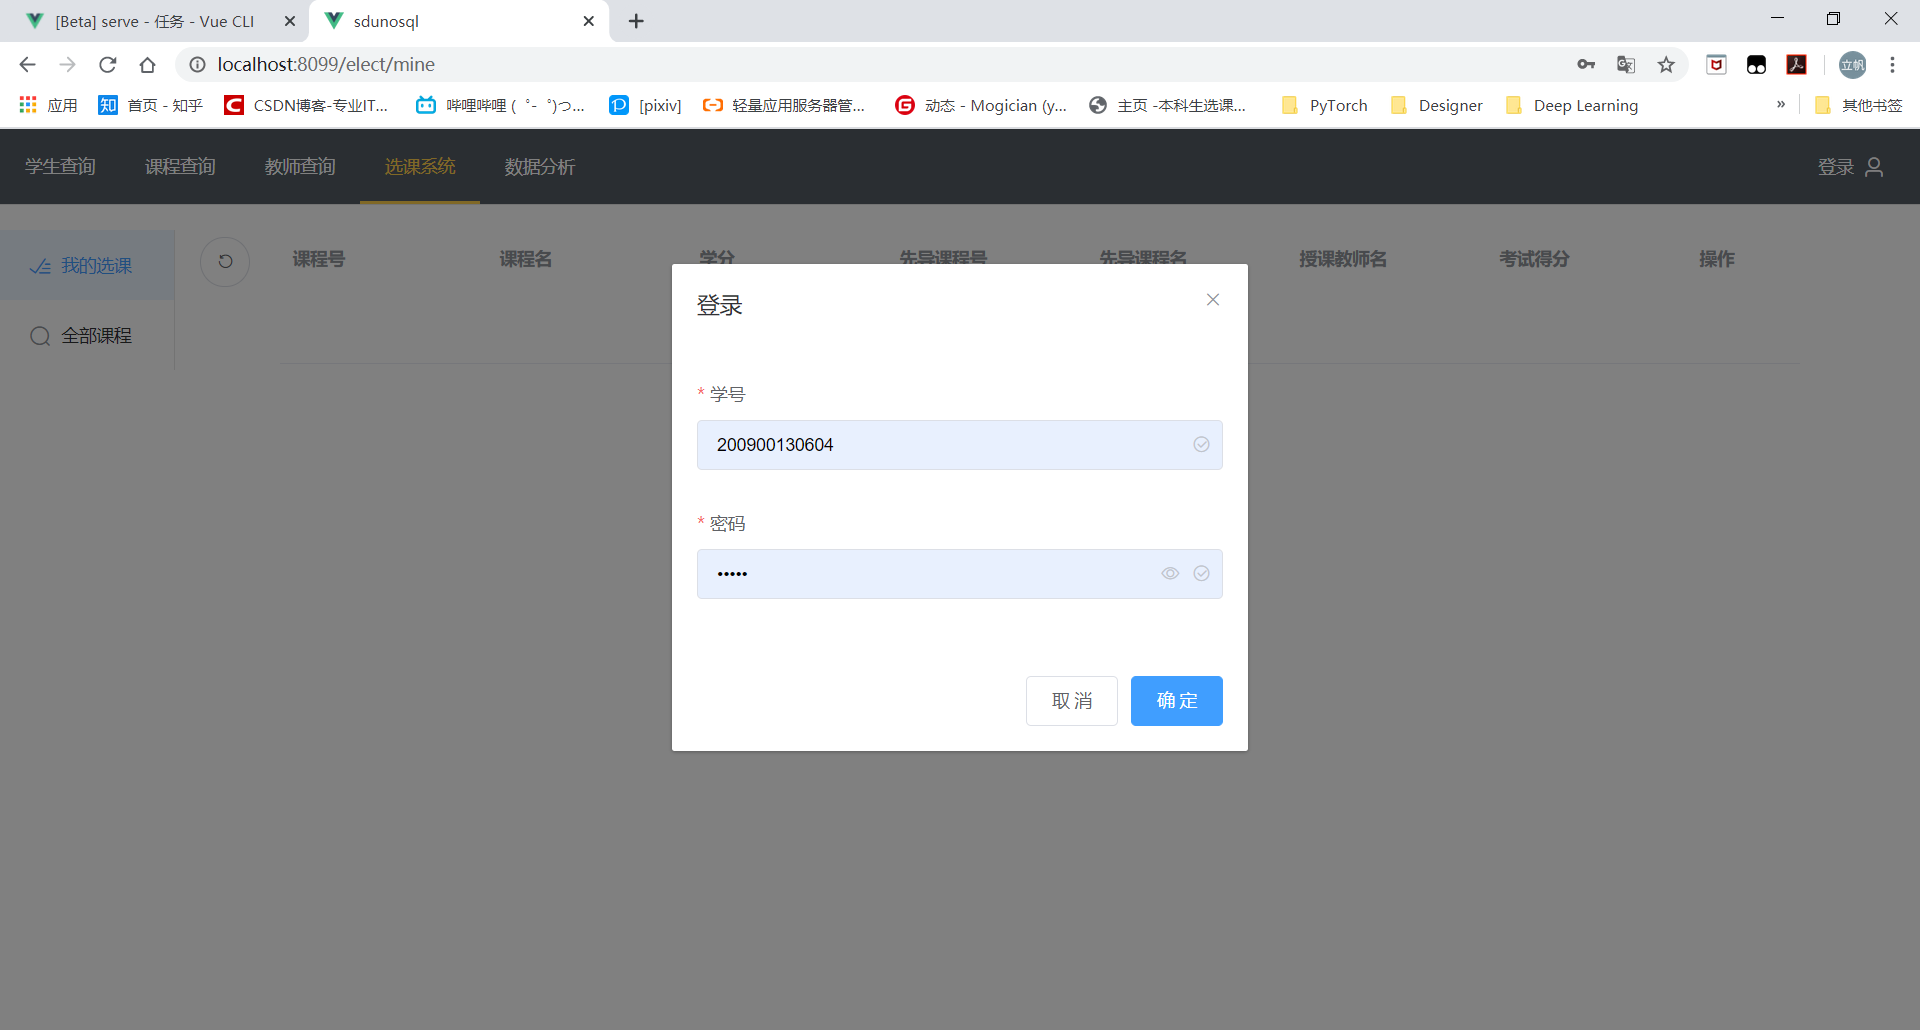 [Beta] serve - 任务 - Vue CLI
sdunosql
localhost:8099/elect/mine
立帆
应用
知 首页 - 知乎
CSDN博客-专业IT...
哔哩哔哩 ( ゜- ゜)つ...
[pixiv]
轻量应用服务器管...
动态 - Mogician (y...
主页 -本科生选课...
PyTorch
Designer
Deep Learning
»
其他书签
学生查询
课程查询
教师查询
选课系统
数据分析
登录
我的选课
全部课程
课程号
课程名
学分
先导课程号
先导课程名
授课教师名
考试得分
操作
登录
* 学号
200900130604
* 密码
•••••
取消
确定